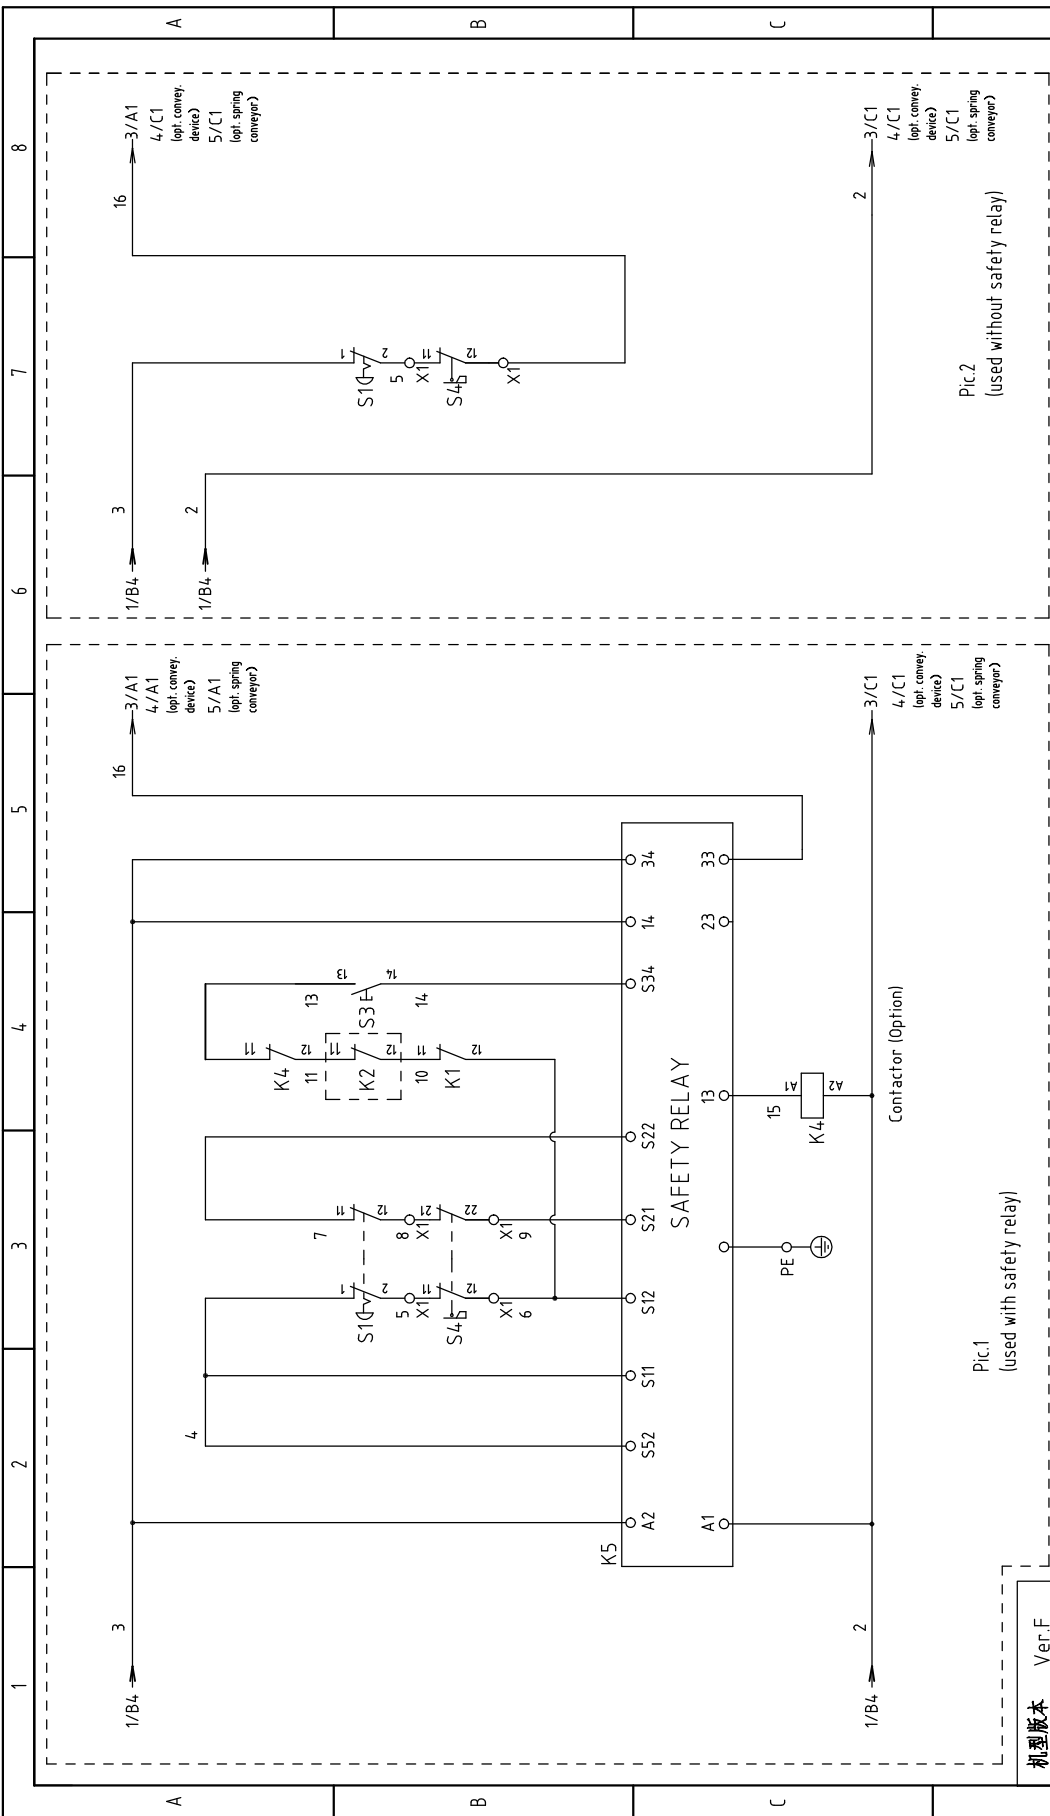 1
2
3
4
5
6
7
8
A
B
C
A
B
C
1/B4
3
1/B4
2
4
A2
S52
S11
S12
S21
S22
S34
14
34
K5
SAFETY RELAY
A1
13
23
33
S1
1
2
5
X1
S4
11
12
X1
6
7
11
12
8
X1
21
22
X1
9
K4
11
12
11
K2
11
12
10
K1
11
12
13
13
S3
14
14
PE
15
K4
A1
A2
Contactor (Option)
16
3/A1
4/A1
(opt. convey.
device)
5/A1
(opt. spring
conveyor)
3/C1
4/C1
(opt. convey.
device)
5/C1
(opt. spring
conveyor)
Pic.1
(used with safety relay)
1/B4
3
1/B4
2
S1
1
2
5
X1
S4
11
12
X1
16
3/A1
4/C1
(opt. convey.
device)
5/C1
(opt. spring
conveyor)
2
3/C1
4/C1
(opt. convey.
device)
5/C1
(opt. spring
conveyor)
Pic.2
(used without safety relay)
机型版本 Ver.F